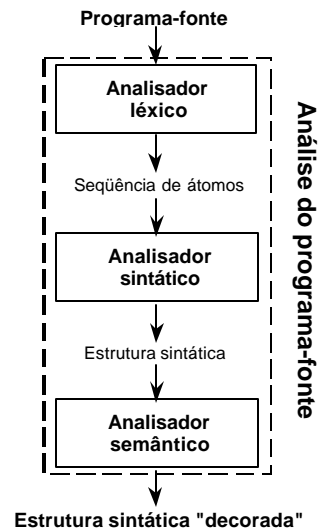 Programa-fonte
Analisador
léxico
Seqüência de átomos
Analisador
sintático
Estrutura sintática
Analisador
semântico
Estrutura sintática "decorada"
Análise do programa-fonte